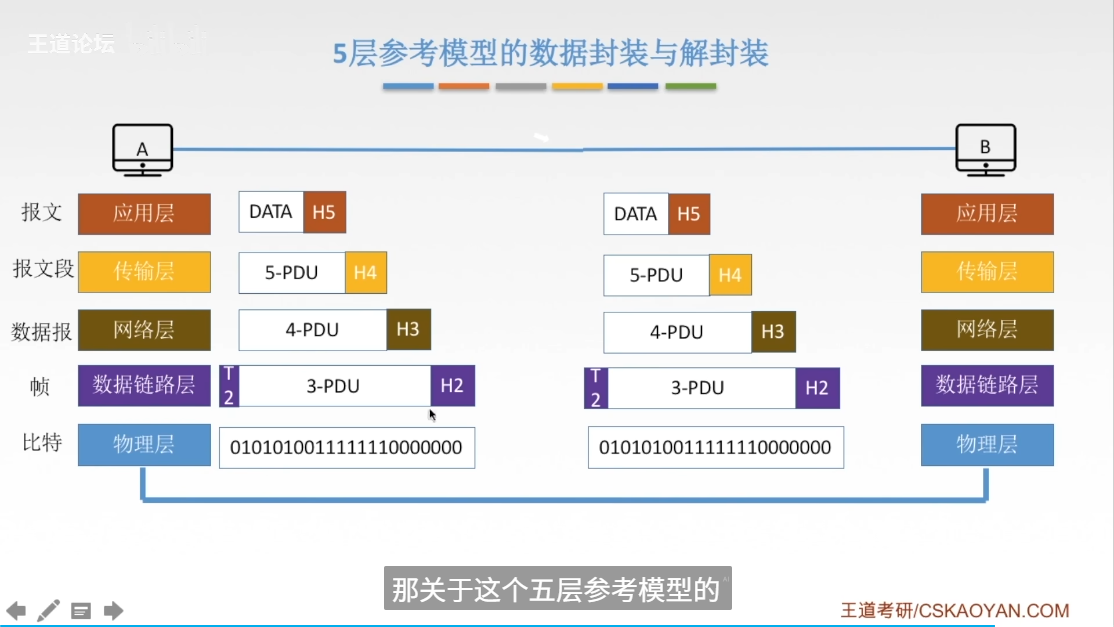 王道论坛
5层参考模型的数据封装与解封装
A
B
报文 应用层 DATA H5 DATA H5 应用层
报文段 传输层 5-PDU H4 5-PDU H4 传输层
数据报 网络层 4-PDU H3 4-PDU H3 网络层
帧 数据链路层 T2 3-PDU H2 T2 3-PDU H2 数据链路层
比特 物理层 0101010011111110000000 0101010011111110000000 物理层
那关于这个五层参考模型的
王道考研/CSKAOYAN.COM